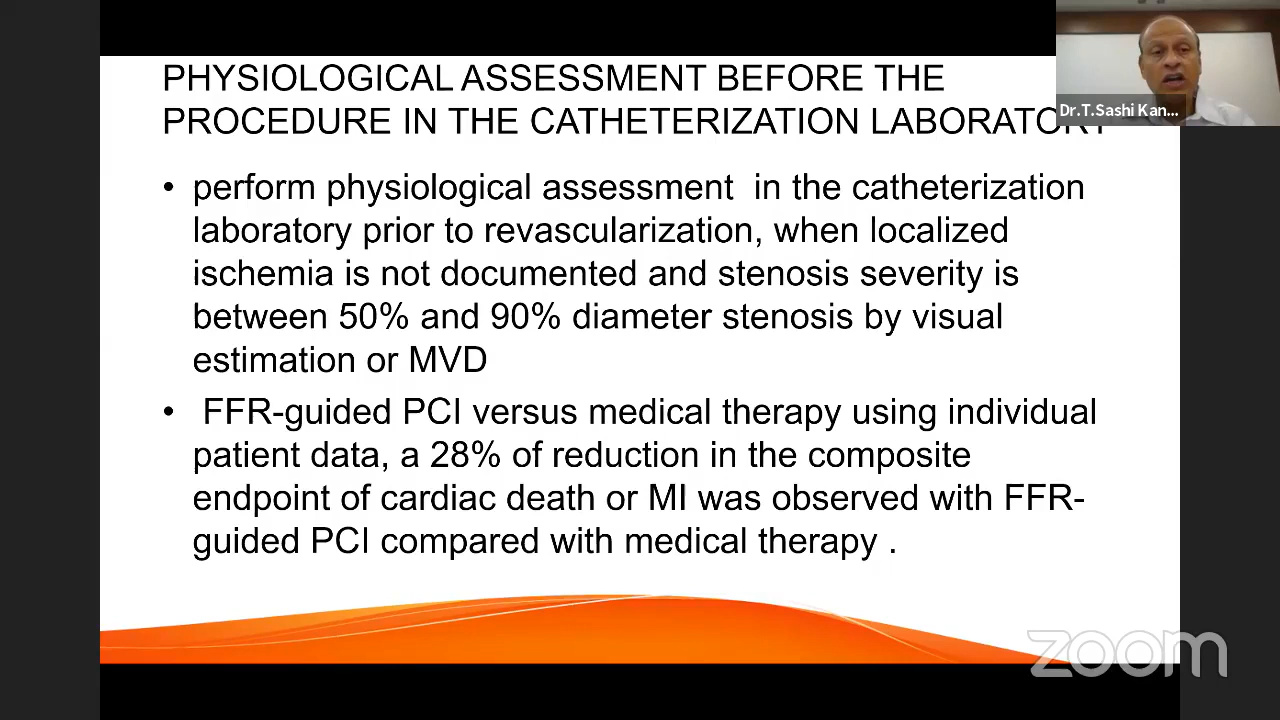 PHYSIOLOGICAL ASSESSMENT BEFORE THE
PROCEDURE IN THE CATHETERIZATION LABORATORY
Dr.T.Sashi Kan...
• perform physiological assessment in the catheterization
laboratory prior to revascularization, when localized
ischemia is not documented and stenosis severity is
between 50% and 90% diameter stenosis by visual
estimation or MVD
• FFR-guided PCI versus medical therapy using individual
patient data, a 28% of reduction in the composite
endpoint of cardiac death or MI was observed with FFR-
guided PCI compared with medical therapy .
zoom